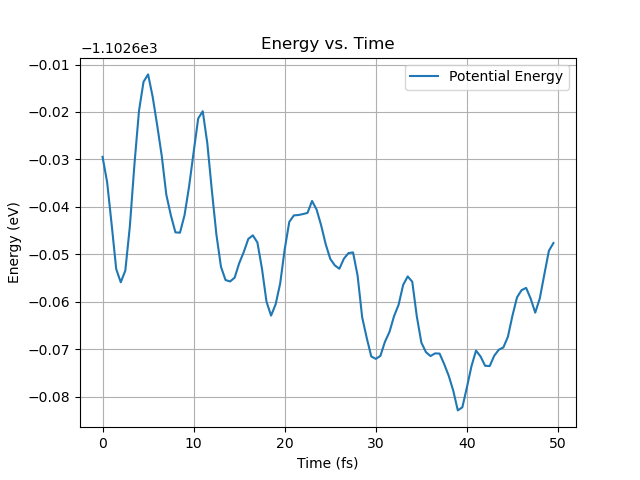 Energy vs. Time
−1.1026e3
Potential Energy
−0.01
−0.02
−0.03
−0.04
−0.05
−0.06
−0.07
−0.08
Energy (eV)
0 10 20 30 40 50
Time (fs)